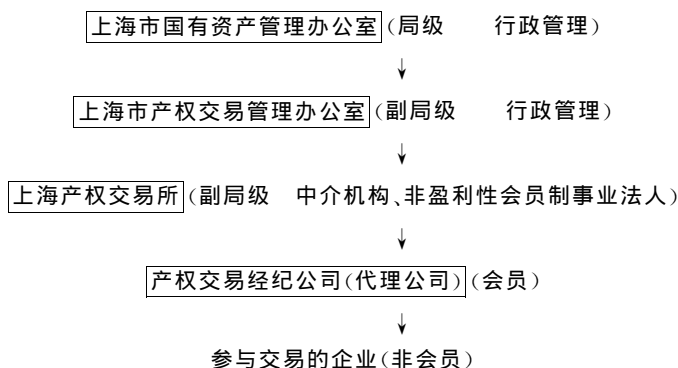 上海市国有资产管理办公室(局级 行政管理)
上海市产权交易管理办公室(副局级 行政管理)
上海产权交易所(副局级 中介机构、非盈利性会员制事业法人)
产权交易经纪公司(代理公司)(会员)
参与交易的企业(非会员)